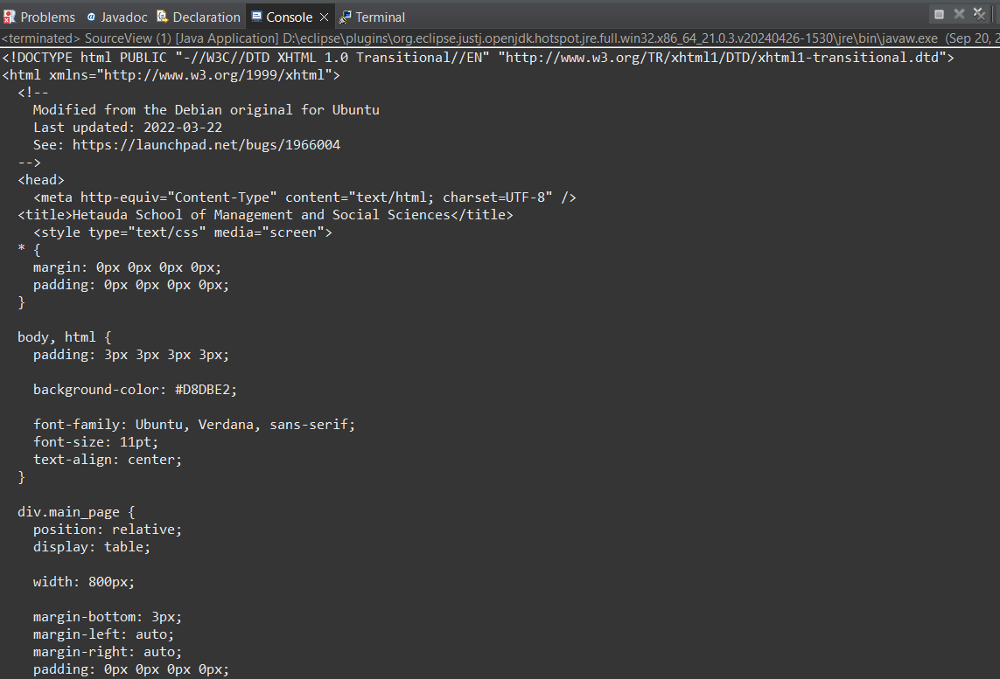 Problems @ Javadoc Declaration Console Terminal
<terminated> SourceView (1) [Java Application] D:\eclipse\plugins\org.eclipse.justj.openjdk.hotspot.jre.full.win32.x86_64_21.0.3.v20240426-1530\jre\bin\javaw.exe (Sep 20, 2
<!DOCTYPE html PUBLIC "-//W3C//DTD XHTML 1.0 Transitional//EN" "http://www.w3.org/TR/xhtml1/DTD/xhtml1-transitional.dtd">
<html xmlns="http://www.w3.org/1999/xhtml">
  <!--
    Modified from the Debian original for Ubuntu
    Last updated: 2022-03-22
    See: https://launchpad.net/bugs/1966004
  -->
  <head>
    <meta http-equiv="Content-Type" content="text/html; charset=UTF-8" />
  <title>Hetauda School of Management and Social Sciences</title>
    <style type="text/css" media="screen">
  * {
    margin: 0px 0px 0px 0px;
    padding: 0px 0px 0px 0px;
  }
  body, html {
    padding: 3px 3px 3px 3px;
    background-color: #D8DBE2;
    font-family: Ubuntu, Verdana, sans-serif;
    font-size: 11pt;
    text-align: center;
  }
  div.main_page {
    position: relative;
    display: table;
    width: 800px;
    margin-bottom: 3px;
    margin-left: auto;
    margin-right: auto;
    padding: 0px 0px 0px 0px;